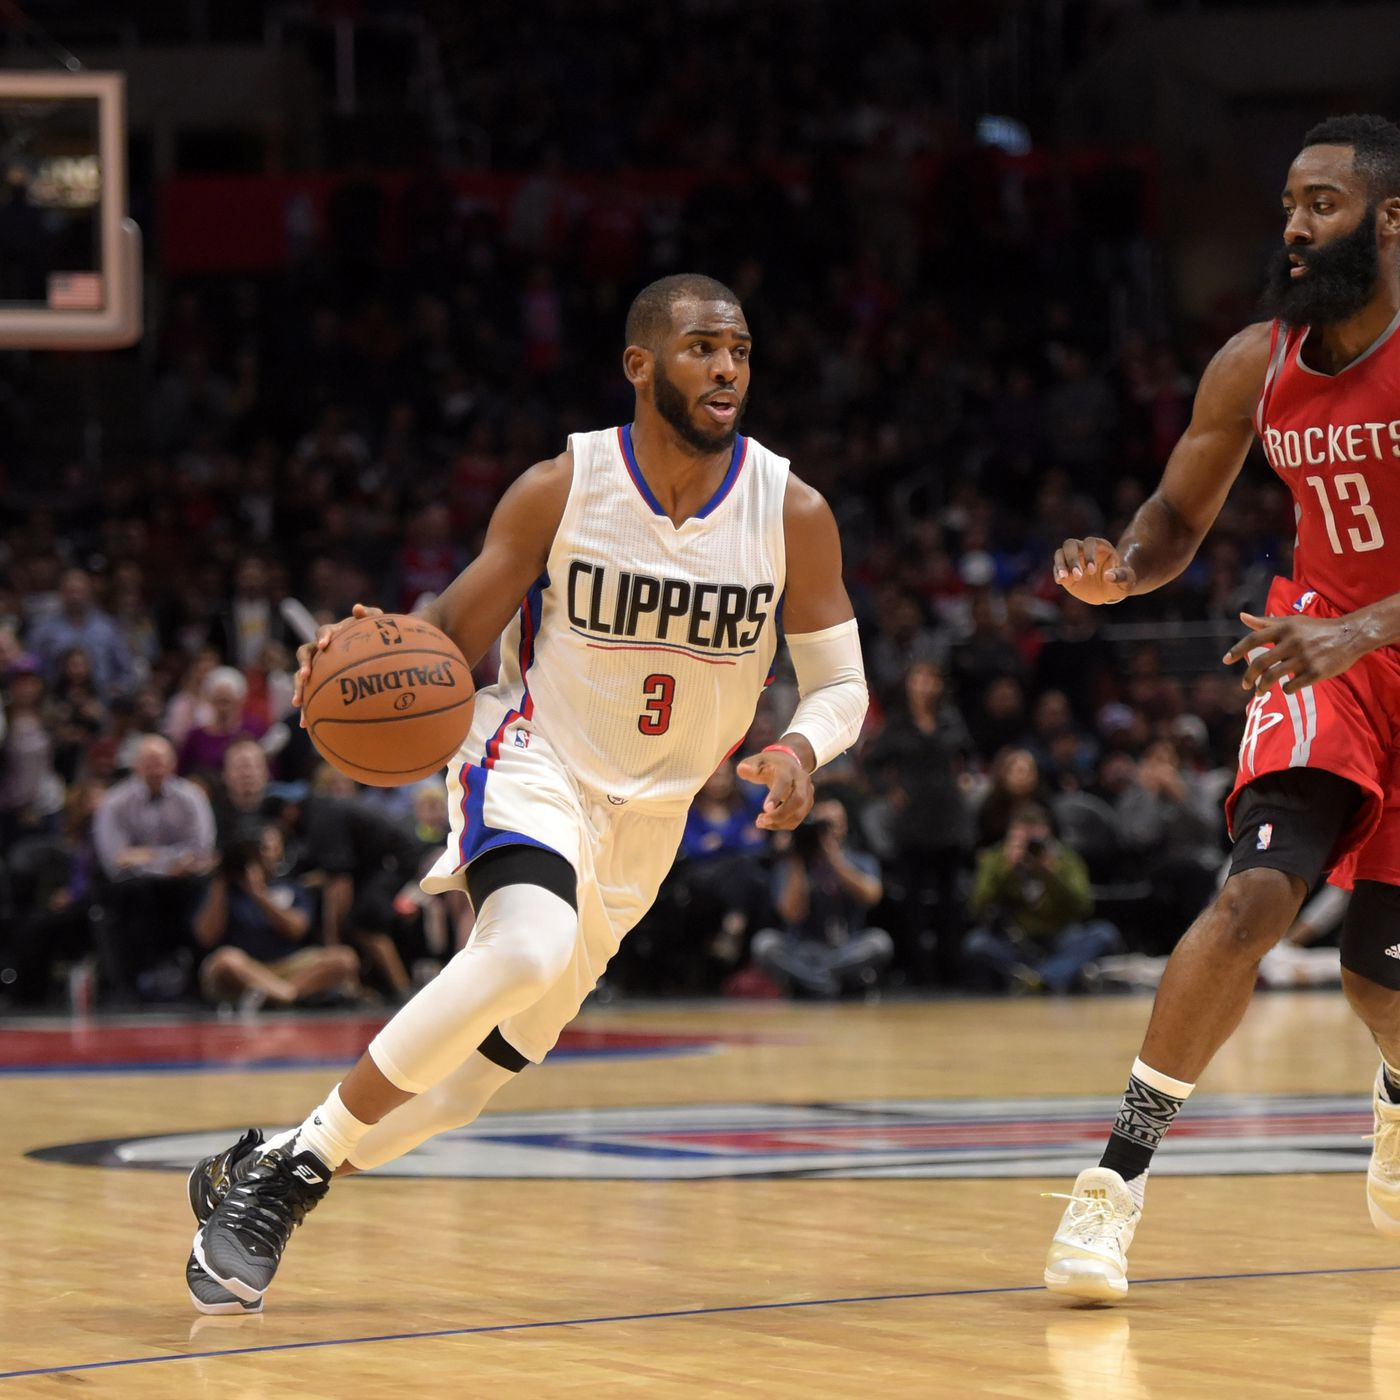 CLIPPERS
3
SPALDING
ROCKETS
13